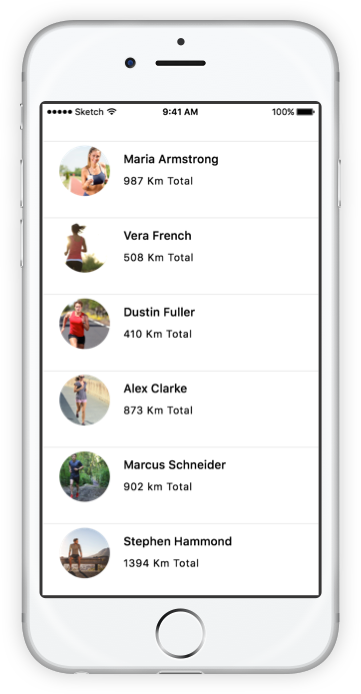 ●●●●● Sketch 9:41 AM 100%
Maria Armstrong
987 Km Total
Vera French
508 Km Total
Dustin Fuller
410 Km Total
Alex Clarke
873 Km Total
Marcus Schneider
902 km Total
Stephen Hammond
1394 Km Total